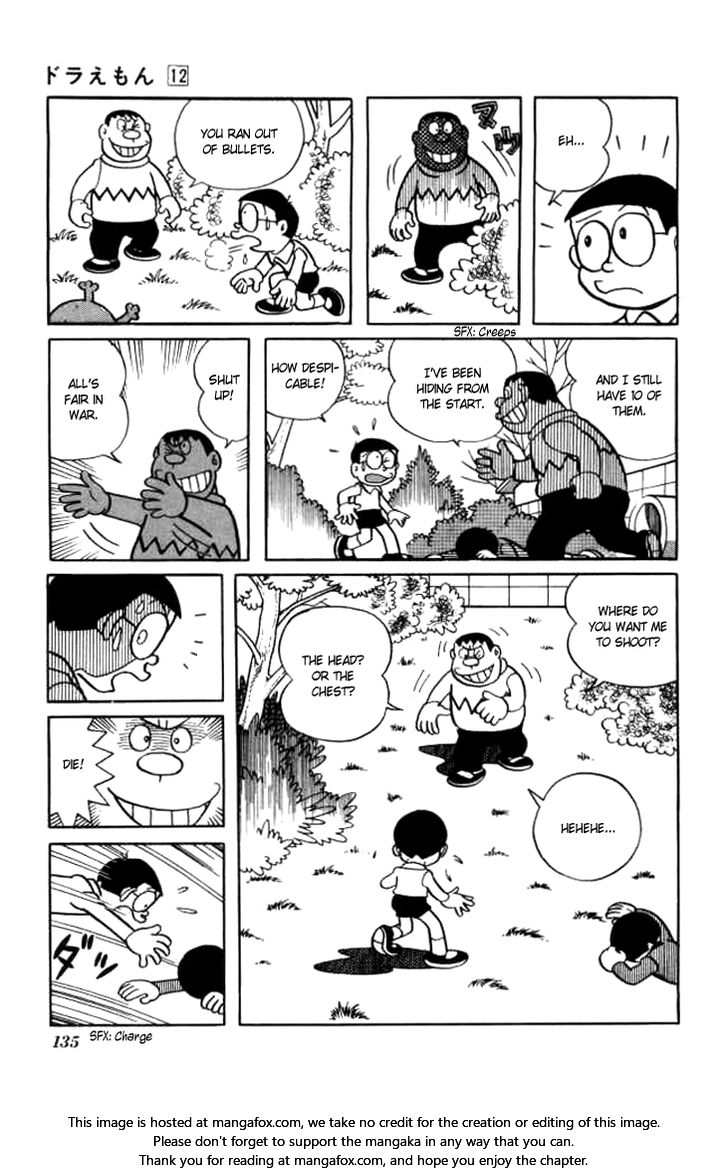 ドラえもん 12
EH...
ヌウッ
SFX: Creeps
YOU RAN OUT
OF BULLETS.
AND I STILL
HAVE 10 OF
THEM.
I'VE BEEN
HIDING FROM
THE START.
HOW DESPI-
CABLE!
SHUT
UP!
ALL'S
FAIR IN
WAR.
WHERE DO
YOU WANT ME
TO SHOOT?
THE HEAD?
OR THE
CHEST?
HEHEHE...
DIE!
ダッ
SFX: Charge
135
This image is hosted at mangafox.com, we take no credit for the creation or editing of this image.
Please don't forget to support the mangaka in any way that you can.
Thank you for reading at mangafox.com, and hope you enjoy the chapter.